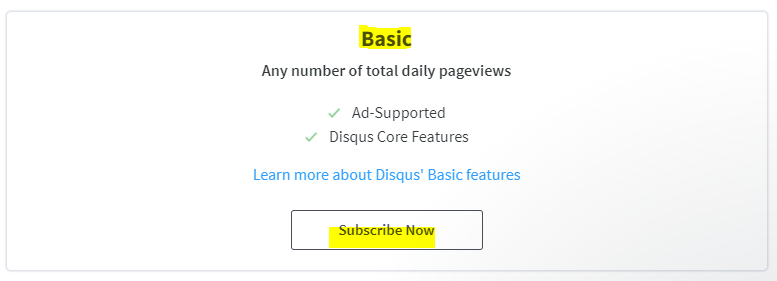 Basic
Any number of total daily pageviews
Ad-Supported
Disqus Core Features
Learn more about Disqus' Basic features
Subscribe Now